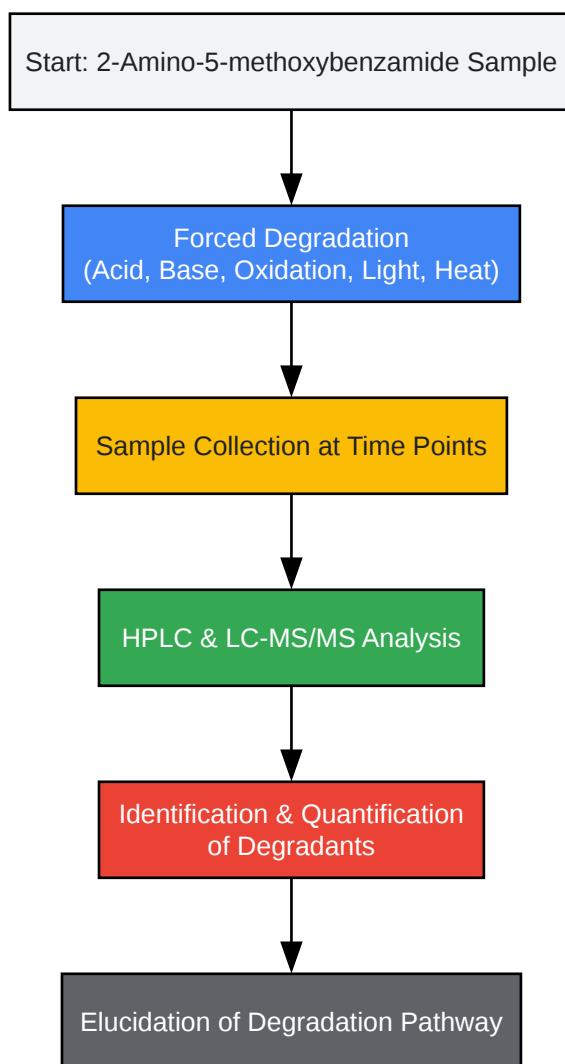 Start: 2-Amino-5-methoxybenzamide Sample
Forced Degradation
(Acid, Base, Oxidation, Light, Heat)
Sample Collection at Time Points
HPLC & LC-MS/MS Analysis
Identification & Quantification
of Degradants
Elucidation of Degradation Pathway